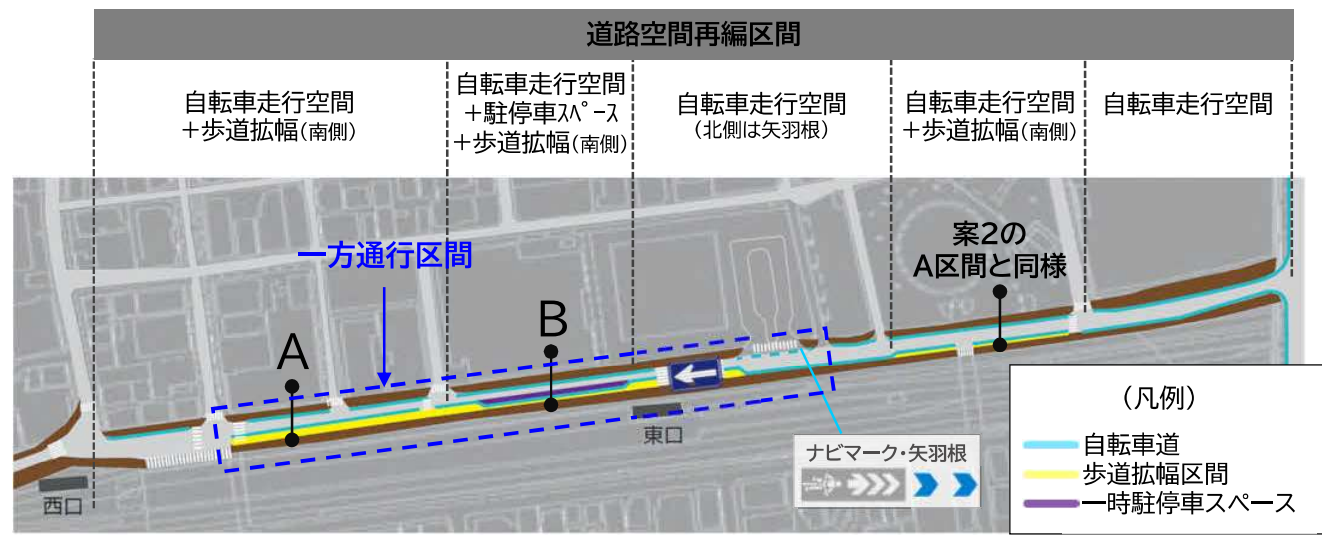 道路空間再編区間
自転車走行空間
+歩道拡幅(南側)
自転車走行空間
+駐停車ｽﾍﾟｰｽ
+歩道拡幅(南側)
自転車走行空間
(北側は矢羽根)
自転車走行空間
+歩道拡幅(南側)
自転車走行空間
一方通行区間
案2の
A区間と同様
A
B
東口
西口
ナビマーク・矢羽根
(凡例)
自転車道
歩道拡幅区間
一時駐停車スペース